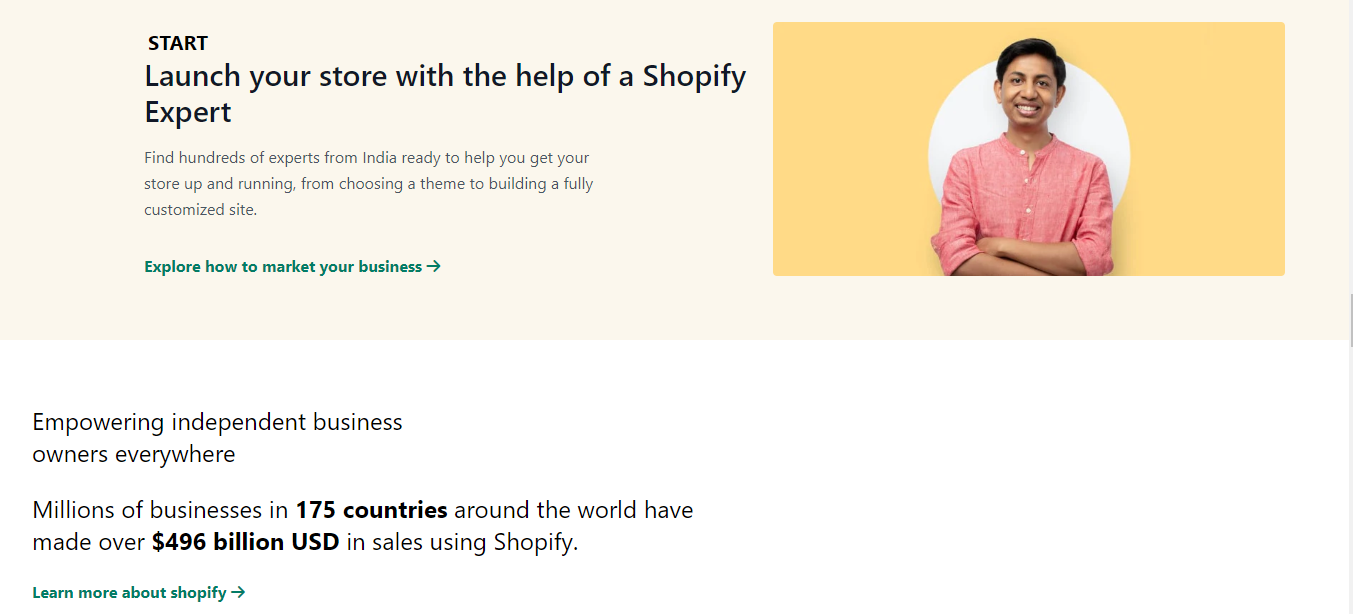 START
Launch your store with the help of a Shopify
Expert
Find hundreds of experts from India ready to help you get your
store up and running, from choosing a theme to building a fully
customized site.
Explore how to market your business →
Empowering independent business
owners everywhere
Millions of businesses in 175 countries around the world have
made over $496 billion USD in sales using Shopify.
Learn more about shopify →